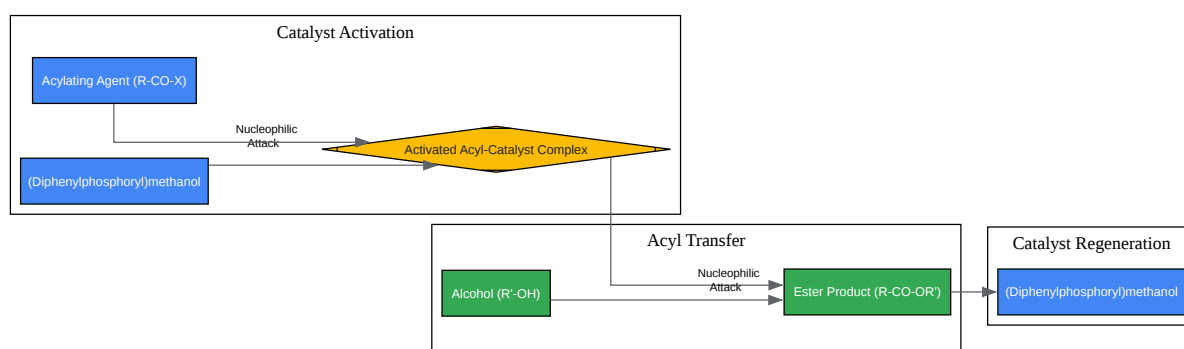 Catalyst Activation
Acylating Agent (R-CO-X)
Nucleophilic
Attack
Activated Acyl-Catalyst Complex
(Diphenylphosphoryl)methanol
Acyl Transfer
Alcohol (R'-OH)
Nucleophilic
Attack
Ester Product (R-CO-OR')
Catalyst Regeneration
(Diphenylphosphoryl)methanol